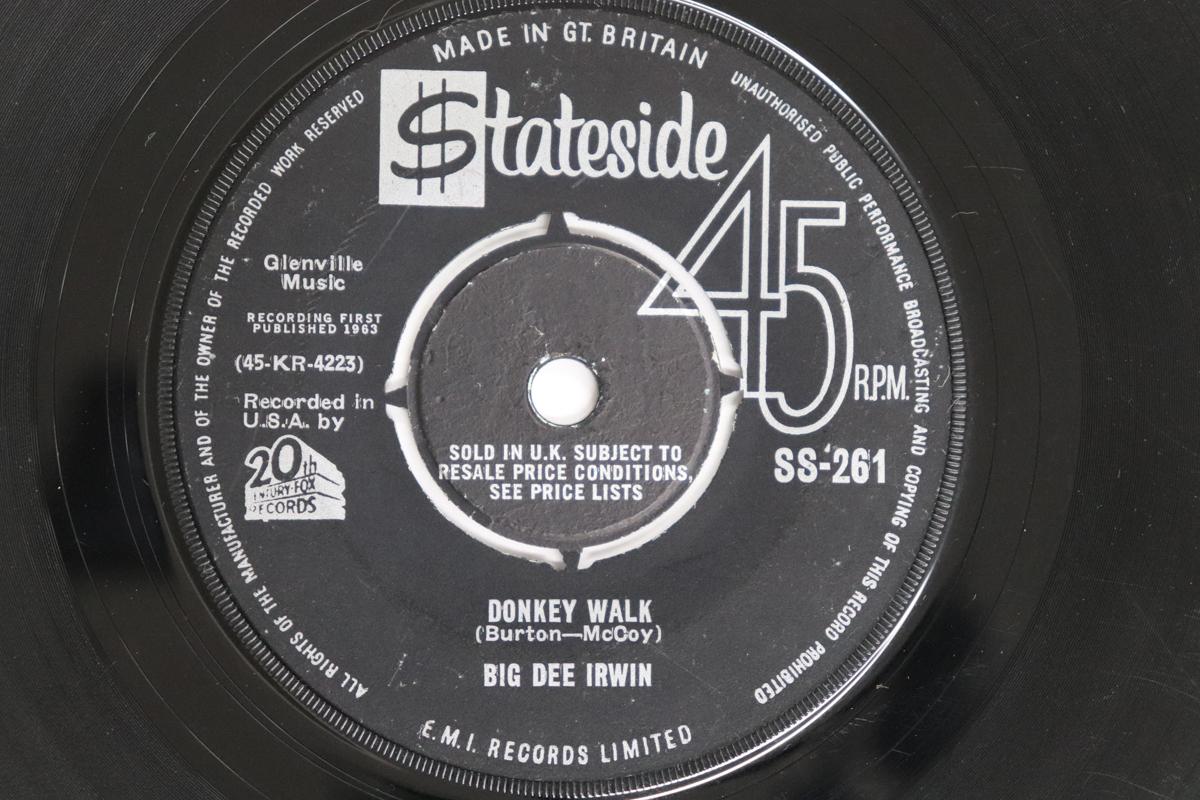 MADE IN GT. BRITAIN
UNAUTHORISED PUBLIC PERFORMANCE BROADCASTING AND COPYING OF THIS RECORD PROHIBITED
ALL RIGHTS OF THE MANUFACTURER AND OF THE OWNER OF THE RECORDED WORK RESERVED
$tateside
45 R.P.M.
Glenville
Music
RECORDING FIRST
PUBLISHED 1963
(45-KR-4223)
Recorded in
U.S.A. by
20th
CENTURY-FOX
RECORDS
SS-261
SOLD IN U.K. SUBJECT TO
RESALE PRICE CONDITIONS,
SEE PRICE LISTS
DONKEY WALK
(Burton—McCoy)
BIG DEE IRWIN
E.M.I. RECORDS LIMITED